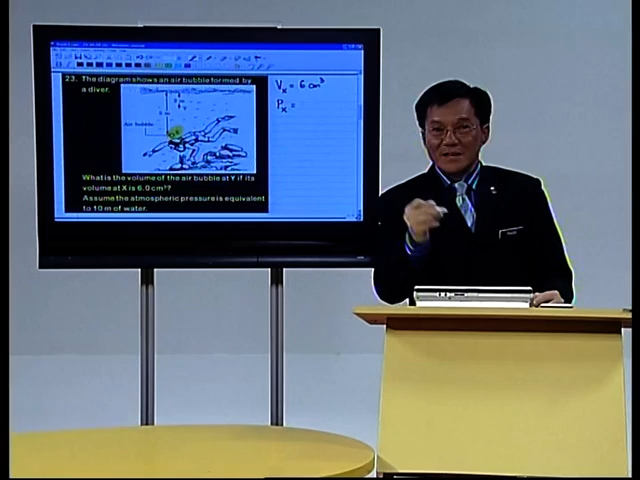 23. The diagram shows an air bubble formed by
a diver.
Air bubble
What is the volume of the air bubble at Y if its
volume at X is 6.0 cm³?
Assume the atmospheric pressure is equivalent
to 10 m of water.
Vx = 6 cm³
Px =